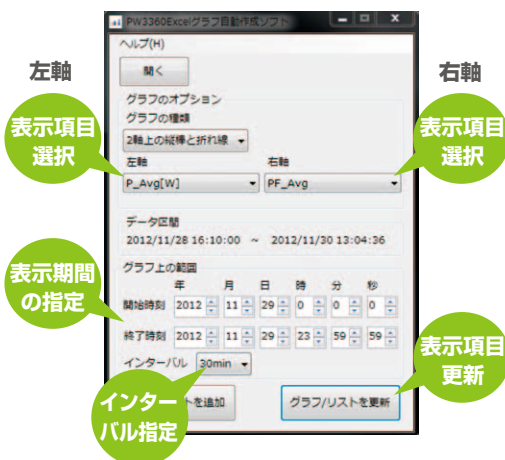 PW3360Excelグラフ自動作成ソフト
ヘルプ(H)
開く
左軸
右軸
グラフのオプション
グラフの種類
表示項目
選択
表示項目
選択
2軸上の縦棒と折れ線
左軸
右軸
P_Avg[W]
PF_Avg
データ区間
2012/11/28 16:10:00 ~ 2012/11/30 13:04:36
グラフ上の範囲
表示期間
の指定
年 月 日 時 分 秒
開始時刻 2012 11 29 0 0 0
終了時刻 2012 11 29 23 59 59
インターバル 30min
表示項目
更新
インター
バル指定
トを追加
グラフ/リストを更新